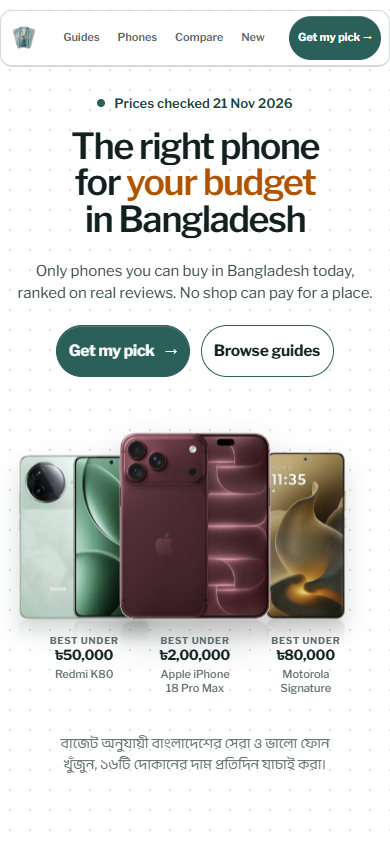 Guides Phones Compare New Get my pick →
Prices checked 21 Nov 2026
The right phone
for your budget
in Bangladesh
Only phones you can buy in Bangladesh today,
ranked on real reviews. No shop can pay for a place.
Get my pick → Browse guides
11:35
BEST UNDER
৳50,000
Redmi K80
BEST UNDER
৳2,00,000
Apple iPhone
18 Pro Max
BEST UNDER
৳80,000
Motorola
Signature
বাজেট অনুযায়ী বাংলাদেশের সেরা ও ভালো ফোন
খুঁজুন, ১৬টি দোকানের দাম প্রতিদিন যাচাই করা।